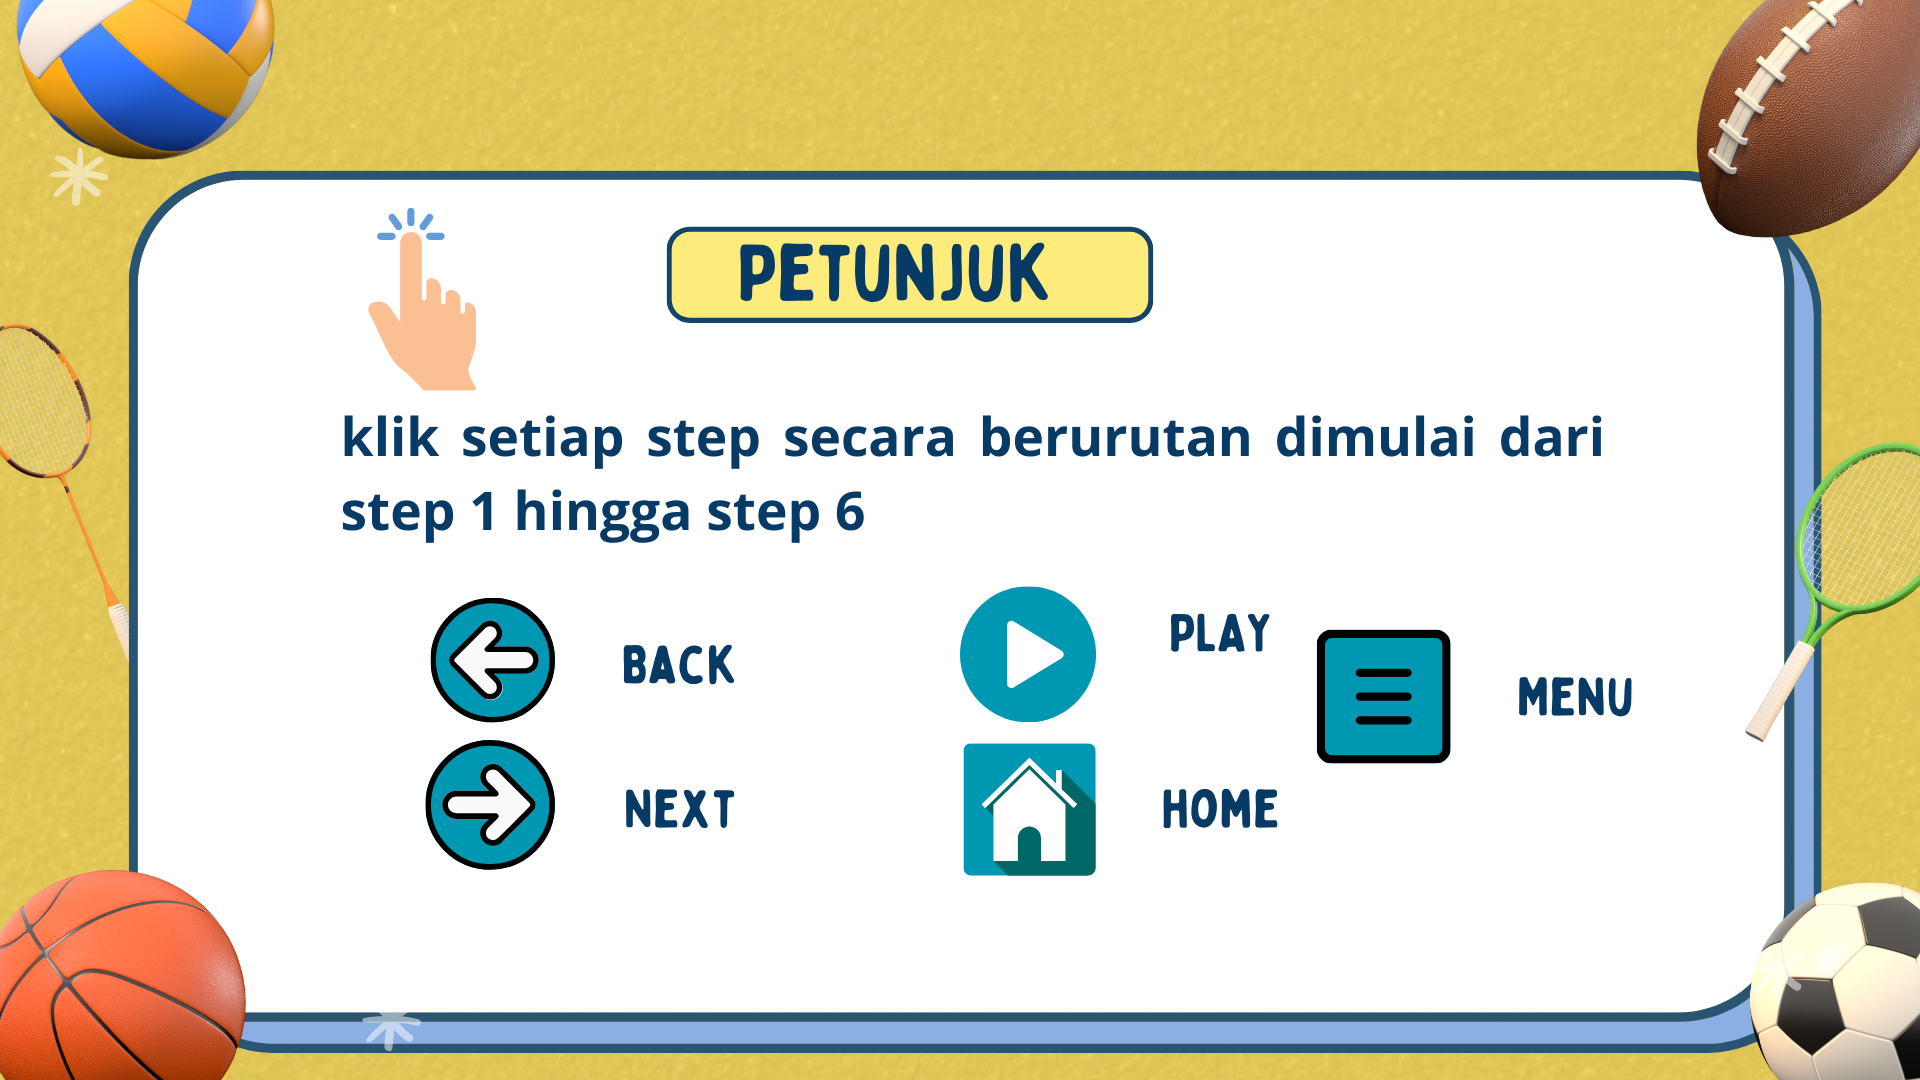 PETUNJUK
klik setiap step secara berurutan dimulai dari
step 1 hingga step 6
BACK
PLAY
MENU
NEXT
HOME